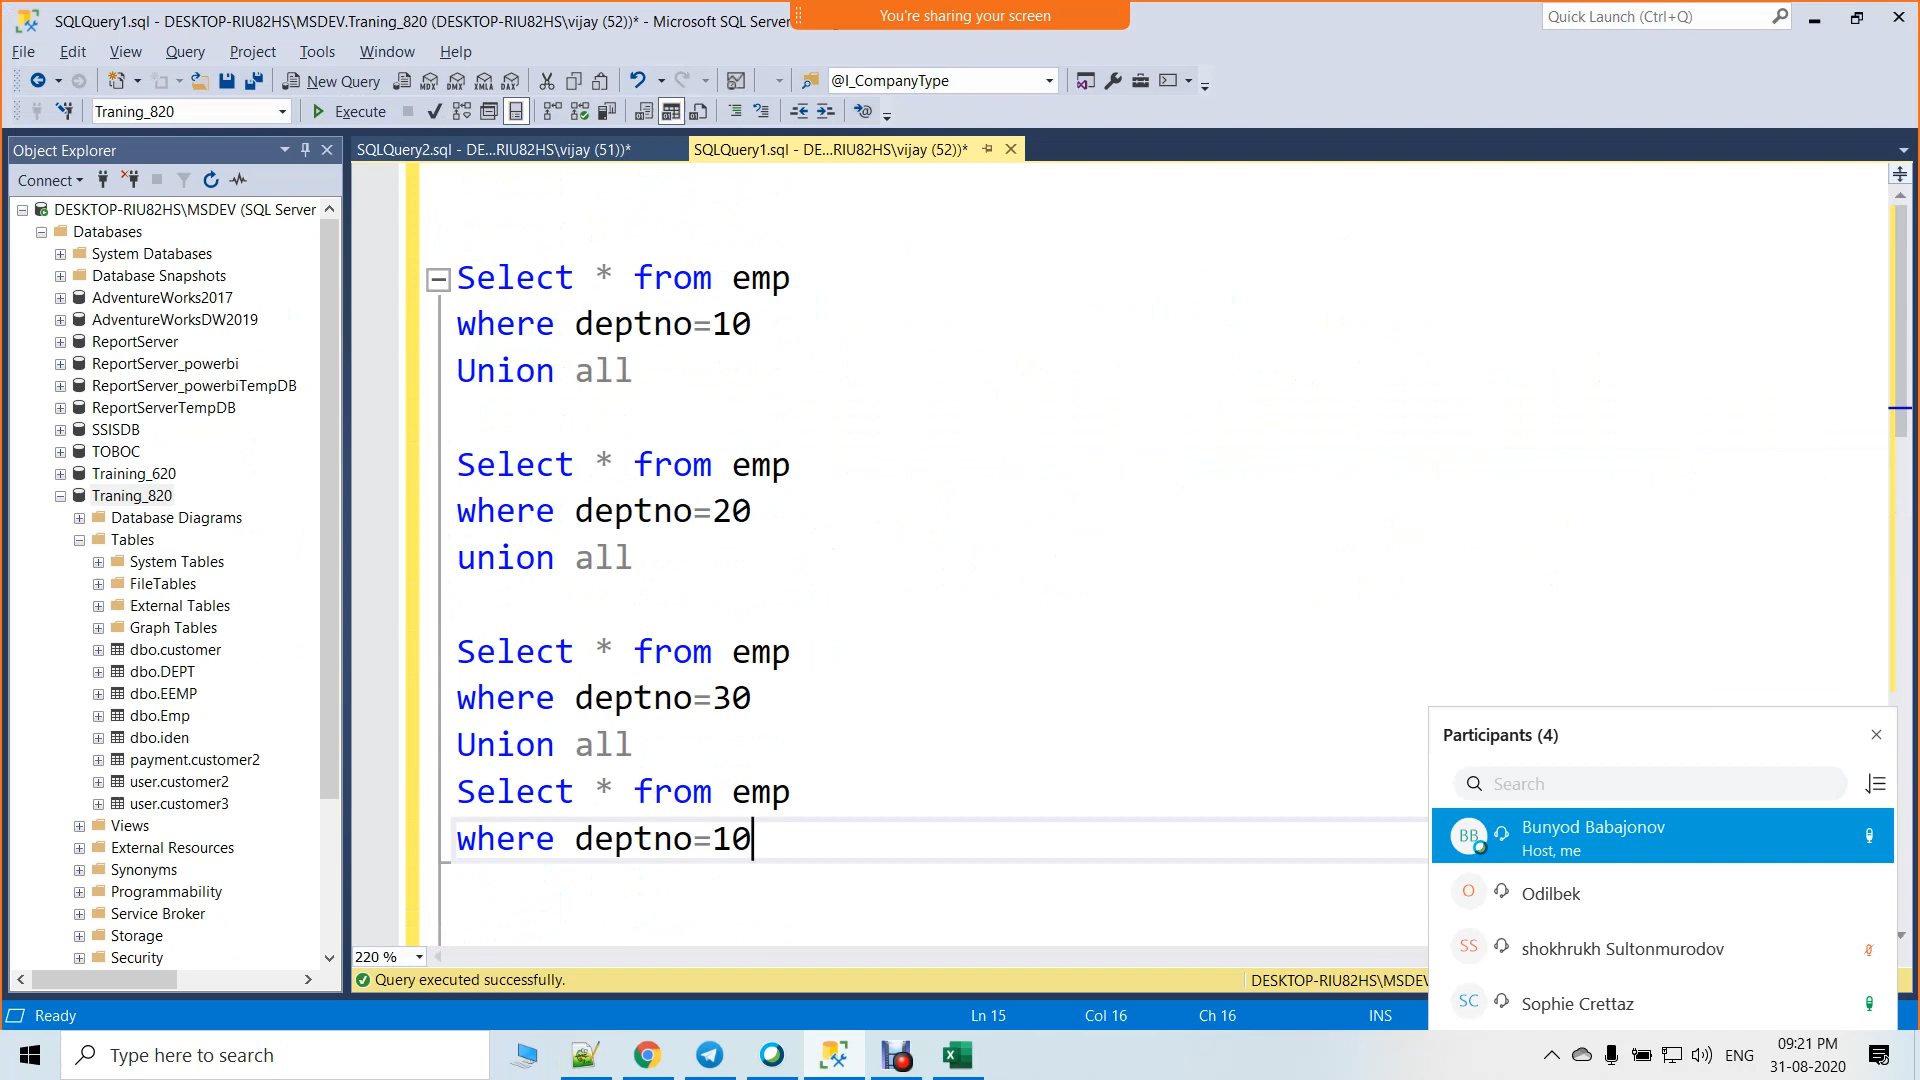 SQLQuery1.sql - DESKTOP-RIU82HS\MSDEV.Traning_820 (DESKTOP-RIU82HS\vijay (52))* - Microsoft SQL Server
You're sharing your screen
Quick Launch (Ctrl+Q)
File Edit View Query Project Tools Window Help
New Query
@I_CompanyType
Traning_820
Execute
Object Explorer
SQLQuery2.sql - DE...RIU82HS\vijay (51))*
SQLQuery1.sql - DE...RIU82HS\vijay (52))*
Connect
DESKTOP-RIU82HS\MSDEV (SQL Server
Databases
System Databases
Database Snapshots
AdventureWorks2017
AdventureWorksDW2019
ReportServer
ReportServer_powerbi
ReportServer_powerbiTempDB
ReportServerTempDB
SSISDB
TOBOC
Training_620
Traning_820
Database Diagrams
Tables
System Tables
FileTables
External Tables
Graph Tables
dbo.customer
dbo.DEPT
dbo.EEMP
dbo.Emp
dbo.iden
payment.customer2
user.customer2
user.customer3
Views
External Resources
Synonyms
Programmability
Service Broker
Storage
Security
Select * from emp
where deptno=10
Union all
Select * from emp
where deptno=20
union all
Select * from emp
where deptno=30
Union all
Select * from emp
where deptno=10
220 %
Query executed successfully.
DESKTOP-RIU82HS\MSDEV
Participants (4)
Search
BB
Bunyod Babajonov
Host, me
O
Odilbek
SS
shokhrukh Sultonmurodov
SC
Sophie Crettaz
Ready
Ln 15
Col 16
Ch 16
INS
Type here to search
ENG
09:21 PM
31-08-2020